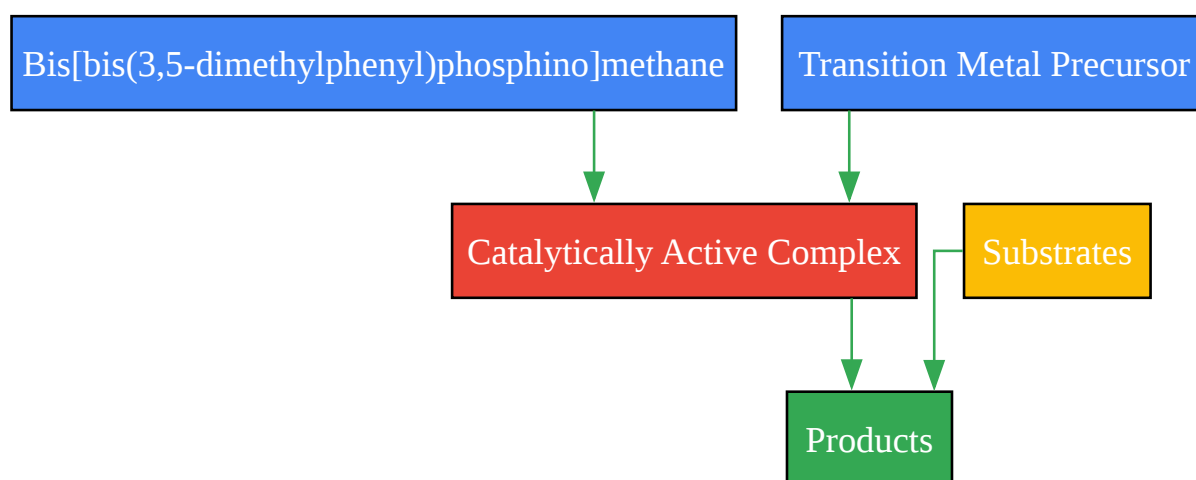 Bis[bis(3,5-dimethylphenyl)phosphino]methane
Transition Metal Precursor
Catalytically Active Complex
Substrates
Products